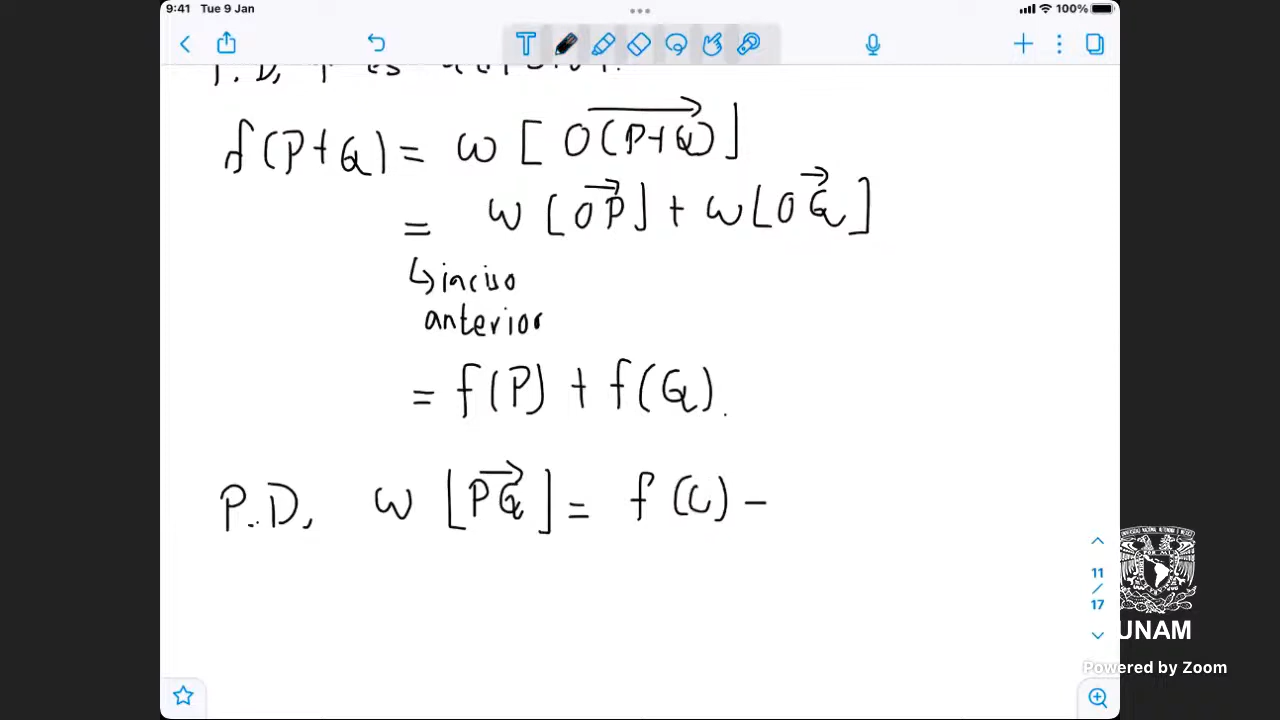 9:41 Tue 9 Jan 100%
f(P+Q) = w[O(P+Q)]
= w[OP] + w[OQ]
↳ inciso
anterior
= f(P) + f(Q).
P.D, w[PQ] = f(Q) -
11
/
17
UNAM
Powered by Zoom